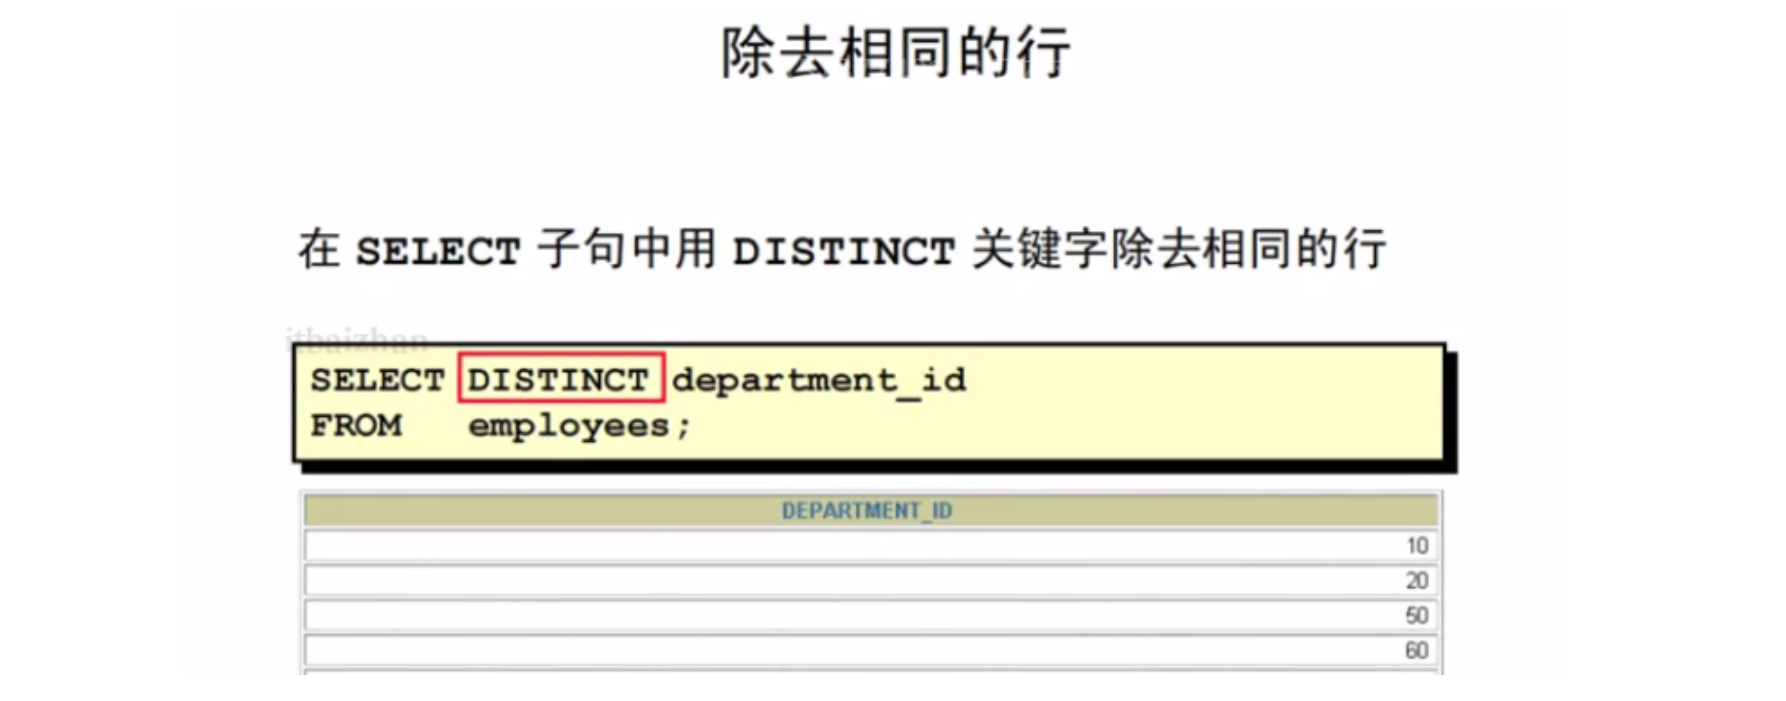 除去相同的行
在 SELECT 子句中用 DISTINCT 关键字除去相同的行
itbaizhan
SELECT DISTINCT department_id
FROM employees;
DEPARTMENT_ID
10
20
50
60